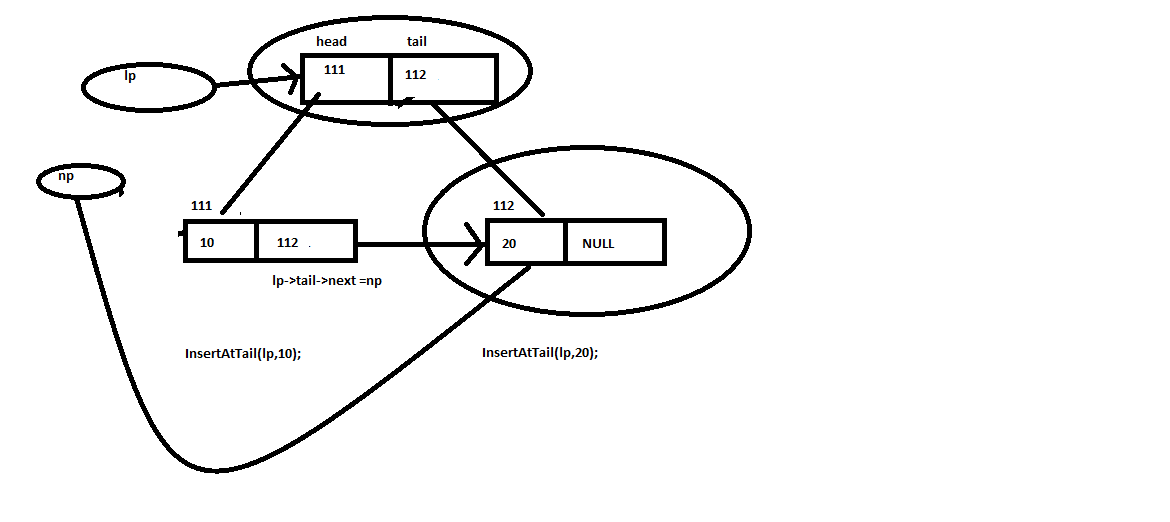 head tail
lp
111 112
np
111 112
10 112 20 NULL
lp->tail->next =np
InsertAtTail(lp,10); InsertAtTail(lp,20);